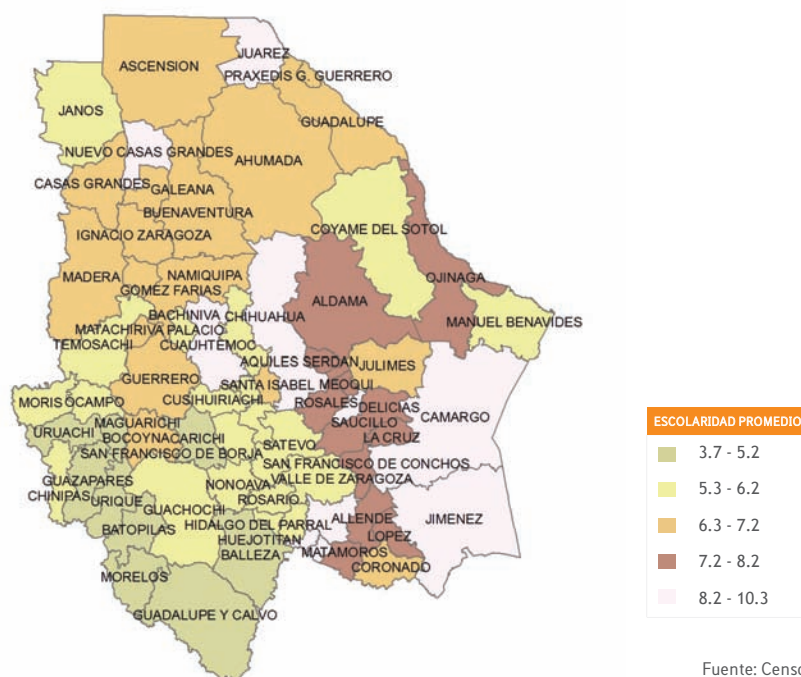 JUAREZ
ASCENSION
PRAXEDIS G. GUERRERO
JANOS
GUADALUPE
NUEVO CASAS GRANDES
AHUMADA
CASAS GRANDES
GALEANA
BUENAVENTURA
COYAME DEL SOTOL
IGNACIO ZARAGOZA
MADERA
NAMIQUIPA
OJINAGA
GOMEZ FARIAS
ALDAMA
BACHINIVA
CHIHUAHUA
MANUEL BENAVIDES
MATACHI
RIVA PALACIO
TEMOSACHI
CUAUHTEMOC
AQUILES SERDAN
JULIMES
GUERRERO
SANTA ISABEL
MEOQUI
MORIS
OCAMPO
CUSIHUIRIACHI
ROSALES
DELICIAS
CAMARGO
MAGUARICHI
SAUCILLO
URUACHI
BOCOYNA
CARICHI
LA CRUZ
SATEVO
SAN FRANCISCO DE BORJA
SAN FRANCISCO DE CONCHOS
GUAZAPARES
NONOAVA
VALLE DE ZARAGOZA
CHINIPAS
URIQUE
ROSARIO
GUACHOCHI
ALLENDE
JIMENEZ
BATOPILAS
HIDALGO DEL PARRAL
HUEJOTITAN
LOPEZ
BALLEZA
MATAMOROS
CORONADO
MORELOS
GUADALUPE Y CALVO
ESCOLARIDAD PROMEDIO
3.7 - 5.2
5.3 - 6.2
6.3 - 7.2
7.2 - 8.2
8.2 - 10.3
Fuente: Censo